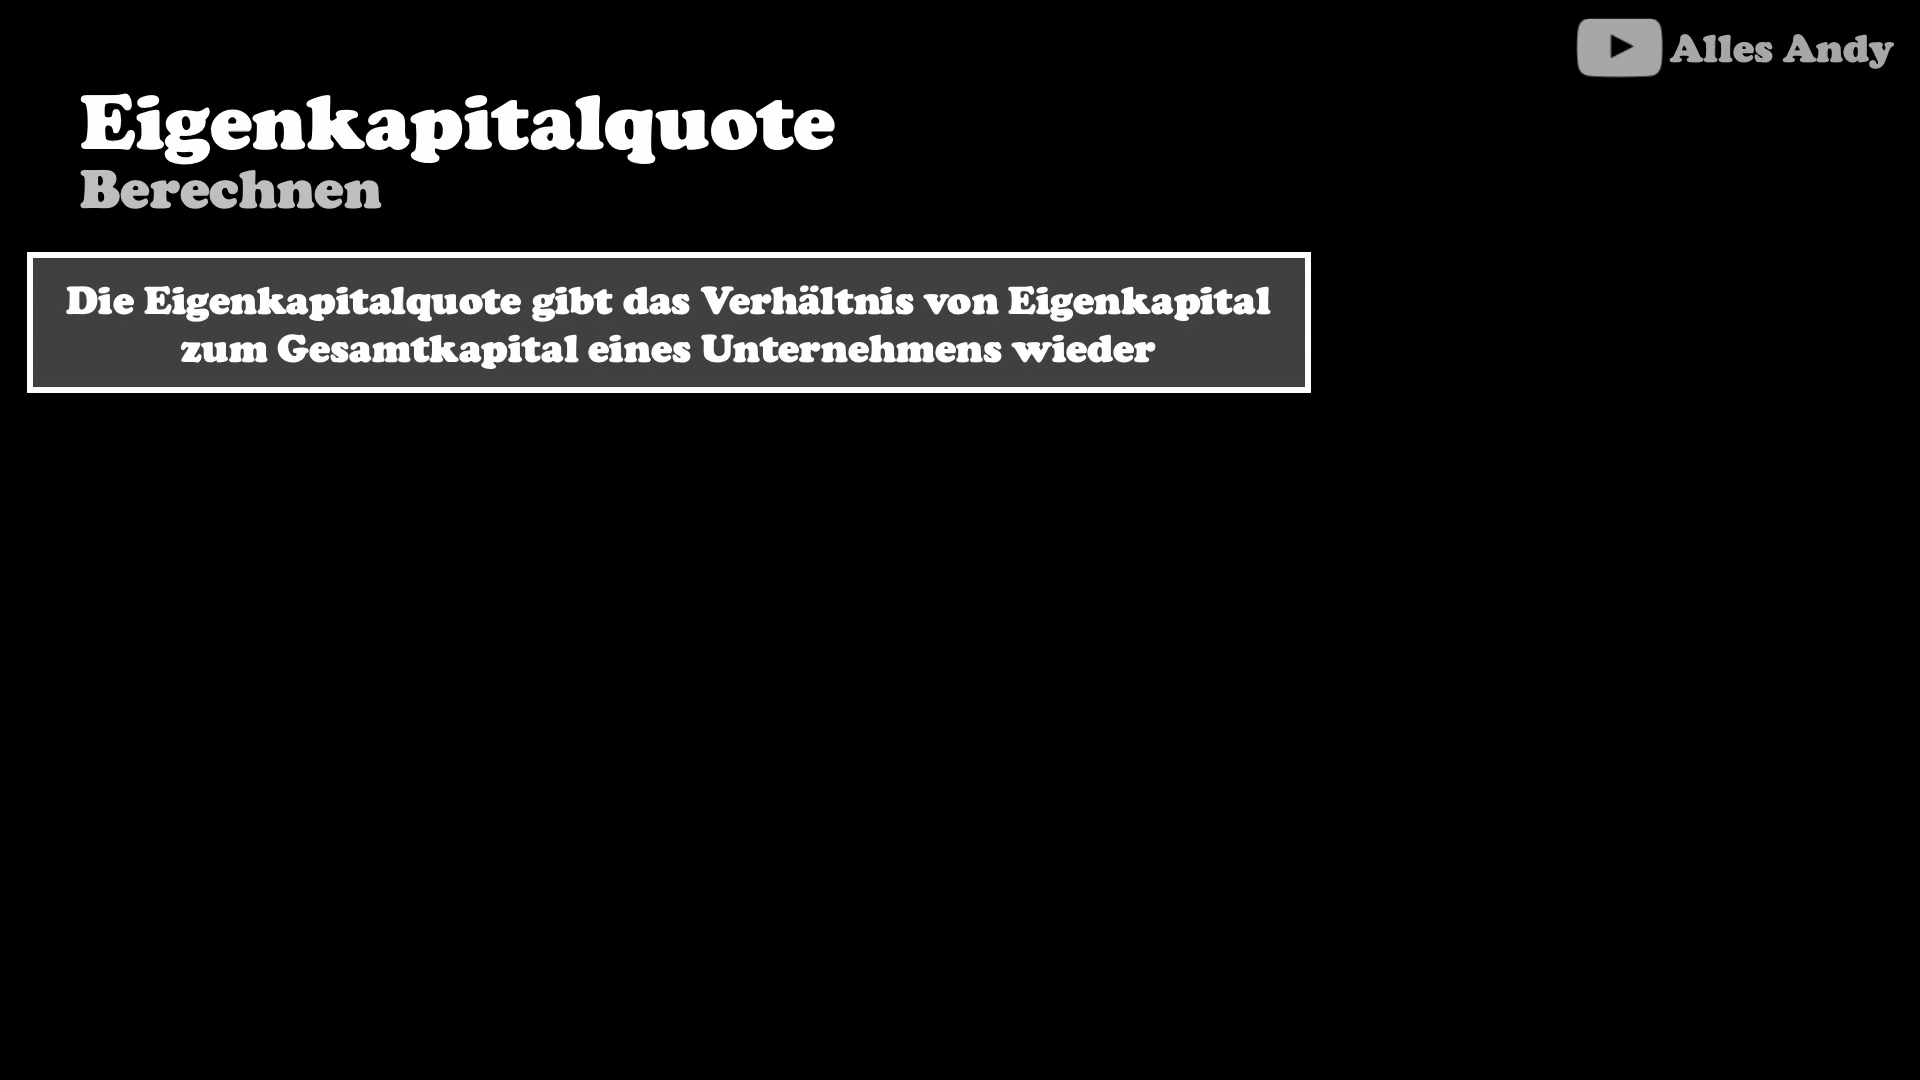 Alles Andy
Eigenkapitalquote
Berechnen
Die Eigenkapitalquote gibt das Verhältnis von Eigenkapital
zum Gesamtkapital eines Unternehmens wieder